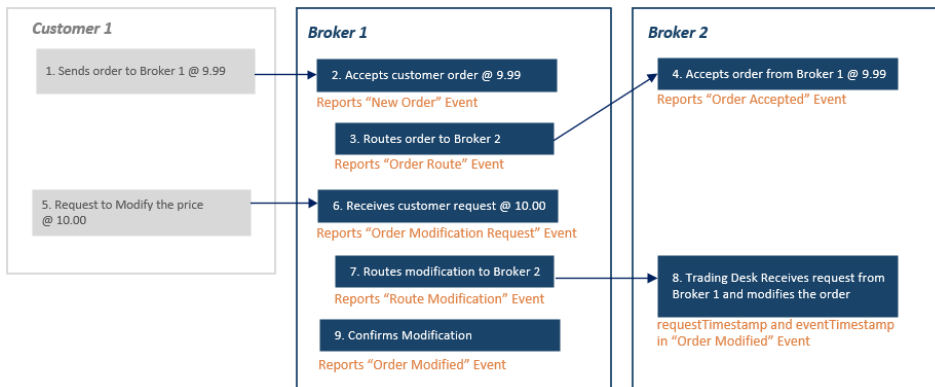 Customer 1
Broker 1
Broker 2
1. Sends order to Broker 1 @ 9.99
2. Accepts customer order @ 9.99
Reports “New Order” Event
3. Routes order to Broker 2
Reports “Order Route” Event
4. Accepts order from Broker 1 @ 9.99
Reports “Order Accepted” Event
5. Request to Modify the price
@ 10.00
6. Receives customer request @ 10.00
Reports “Order Modification Request” Event
7. Routes modification to Broker 2
Reports “Route Modification” Event
8. Trading Desk Receives request from
Broker 1 and modifies the order
requestTimestamp and eventTimestamp
in “Order Modified” Event
9. Confirms Modification
Reports “Order Modified” Event